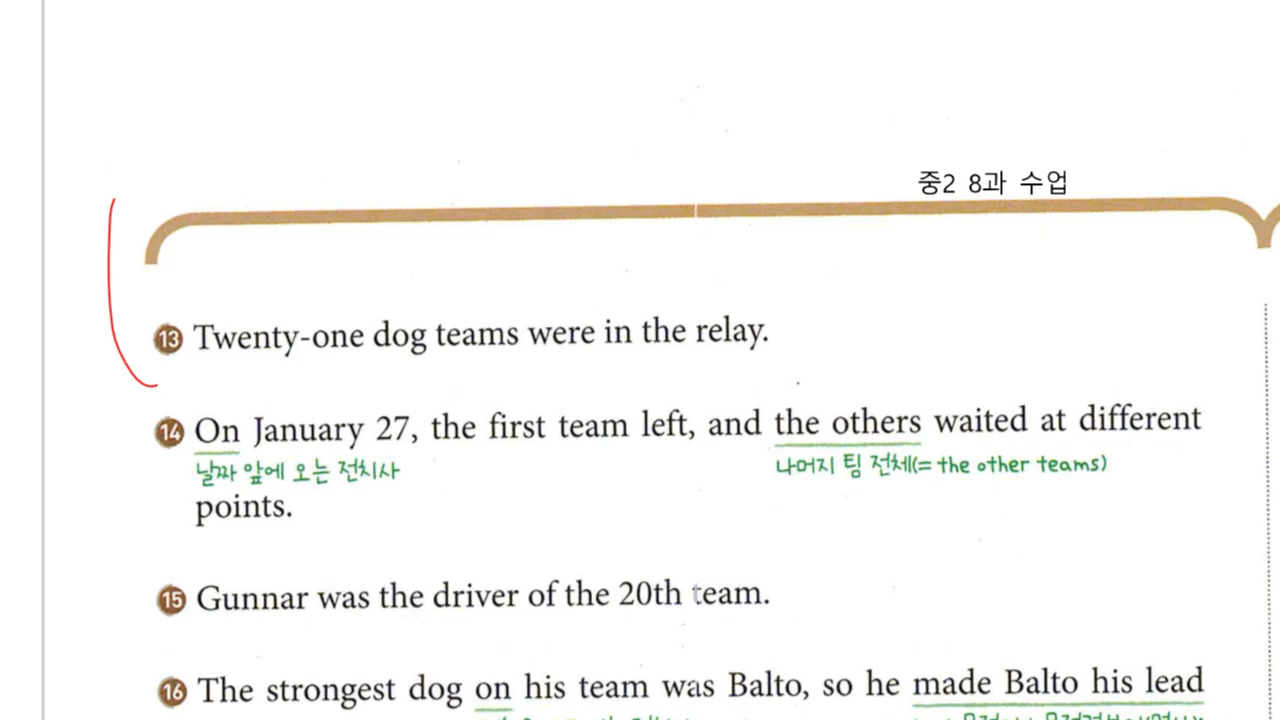 중2 8과 수업
13 Twenty-one dog teams were in the relay.
14 On January 27, the first team left, and the others waited at different
날짜 앞에 오는 전치사 나머지 팀 전체(= the other teams)
points.
15 Gunnar was the driver of the 20th team.
16 The strongest dog on his team was Balto, so he made Balto his lead